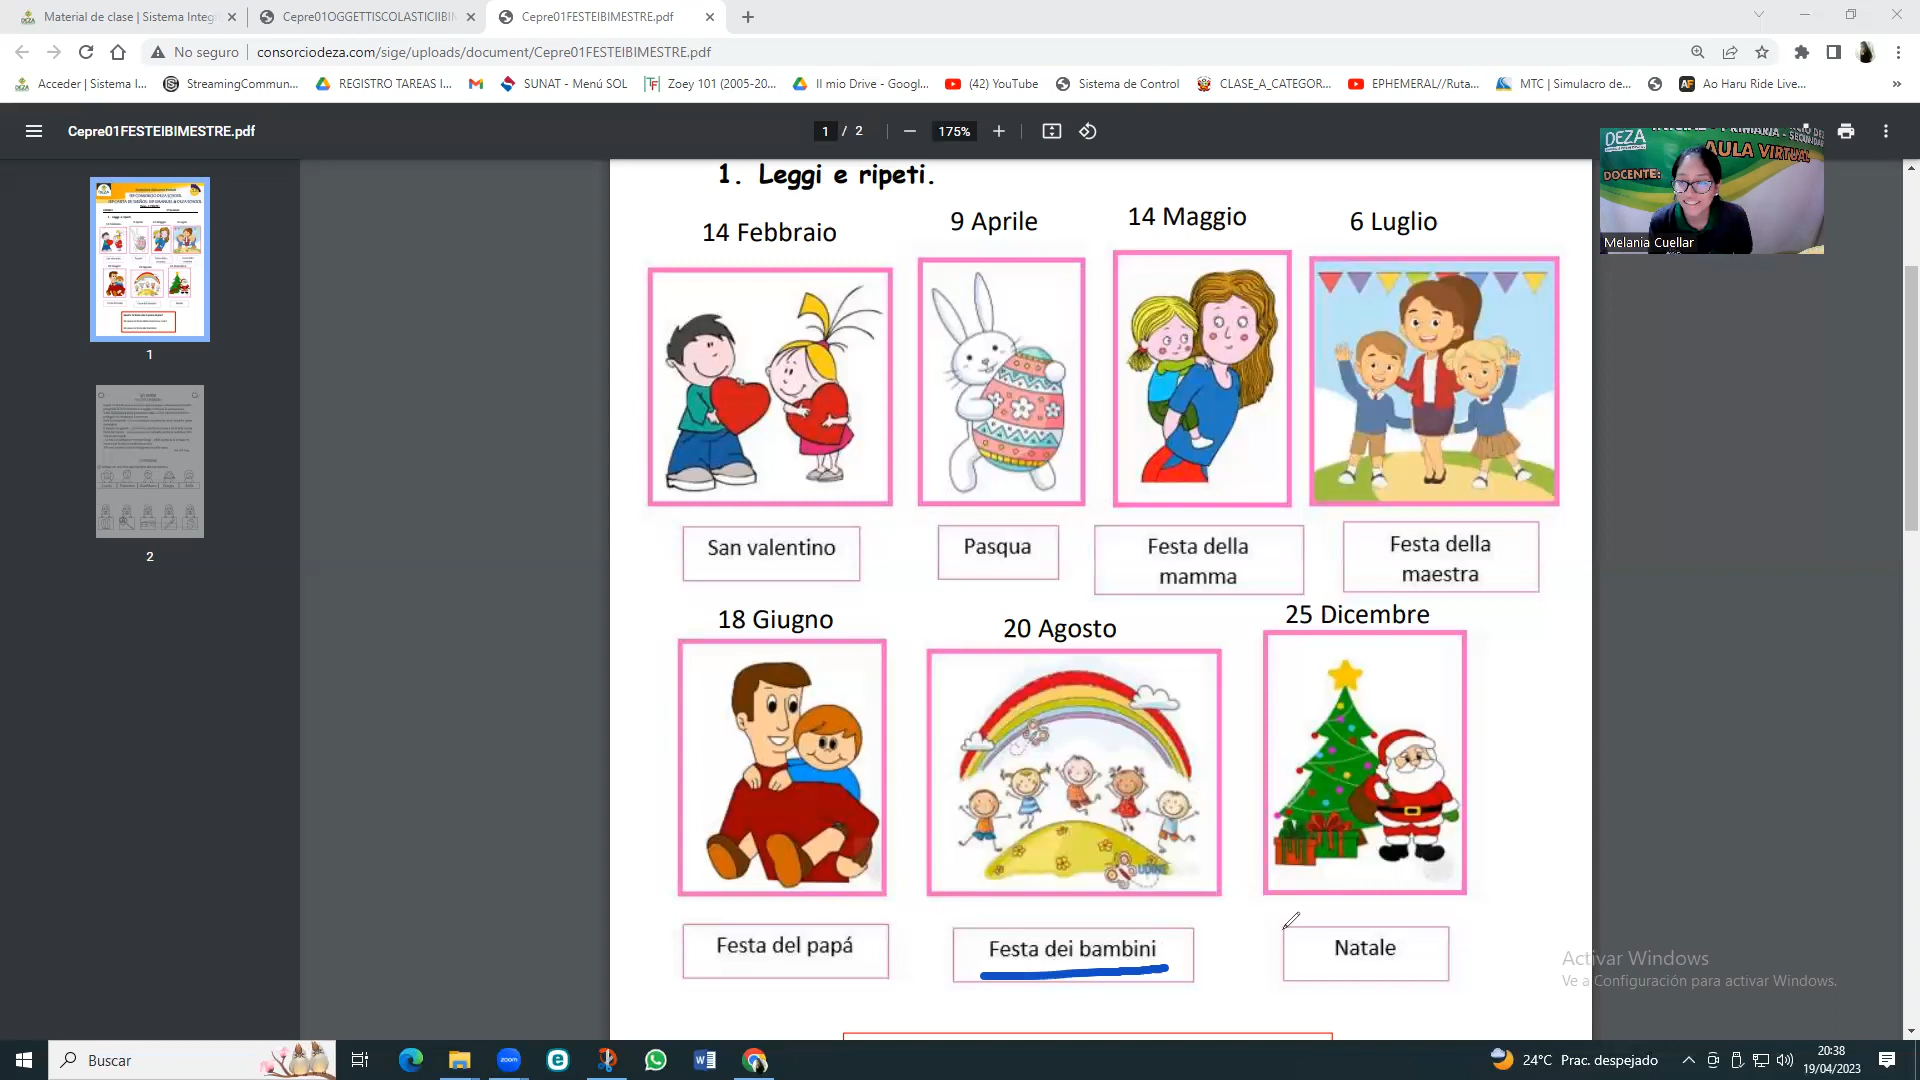 Material de clase | Sistema Integ
Cepre01OGGETTISCOLASTICIIBIM
Cepre01FESTEIBIMESTRE.pdf
No seguro
consorciodeza.com/sige/uploads/document/Cepre01FESTEIBIMESTRE.pdf
Acceder | Sistema I...
StreamingCommun...
REGISTRO TAREAS I...
SUNAT - Menú SOL
Zoey 101 (2005-20...
Il mio Drive - Googl...
(42) YouTube
Sistema de Control
CLASE_A_CATEGOR...
EPHEMERAL//Ruta...
MTC | Simulacro de...
Ao Haru Ride Live...
Cepre01FESTEIBIMESTRE.pdf
1 / 2
175%
DEZA
AULA VIRTUAL
DOCENTE:
Melania Cuellar
1
2
1. Leggi e ripeti.
14 Febbraio
9 Aprile
14 Maggio
6 Luglio
San valentino
Pasqua
Festa della
mamma
Festa della
maestra
18 Giugno
20 Agosto
25 Dicembre
UDINE
Festa del papá
Festa dei bambini
Natale
Activar Windows
Ve a Configuración para activar Windows.
Buscar
zoom
24°C Prac. despejado
20:38
19/04/2023